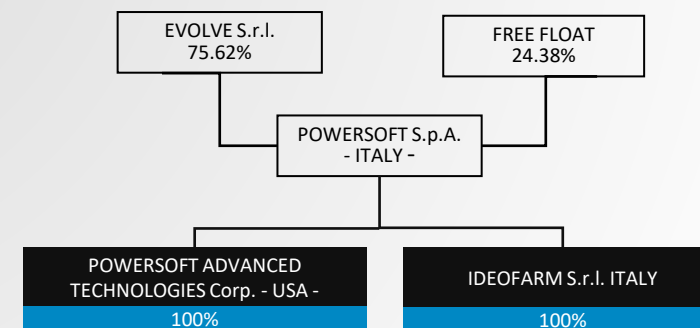 EVOLVE S.r.l.
75.62%
FREE FLOAT
24.38%
POWERSOFT S.p.A.
- ITALY -
POWERSOFT ADVANCED
TECHNOLOGIES Corp. - USA -
100%
IDEOFARM S.r.l. ITALY
100%